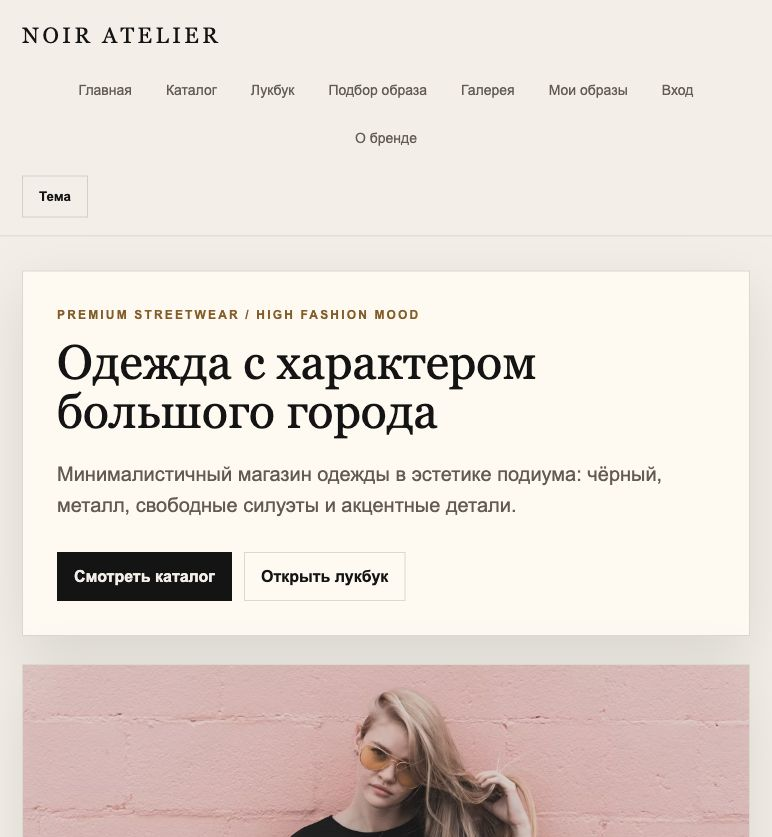 NOIR ATELIER
Главная Каталог Лукбук Подбор образа Галерея Мои образы Вход
О бренде
Тема
PREMIUM STREETWEAR / HIGH FASHION MOOD
Одежда с характером
большого города
Минималистичный магазин одежды в эстетике подиума: чёрный,
металл, свободные силуэты и акцентные детали.
Смотреть каталог Открыть лукбук